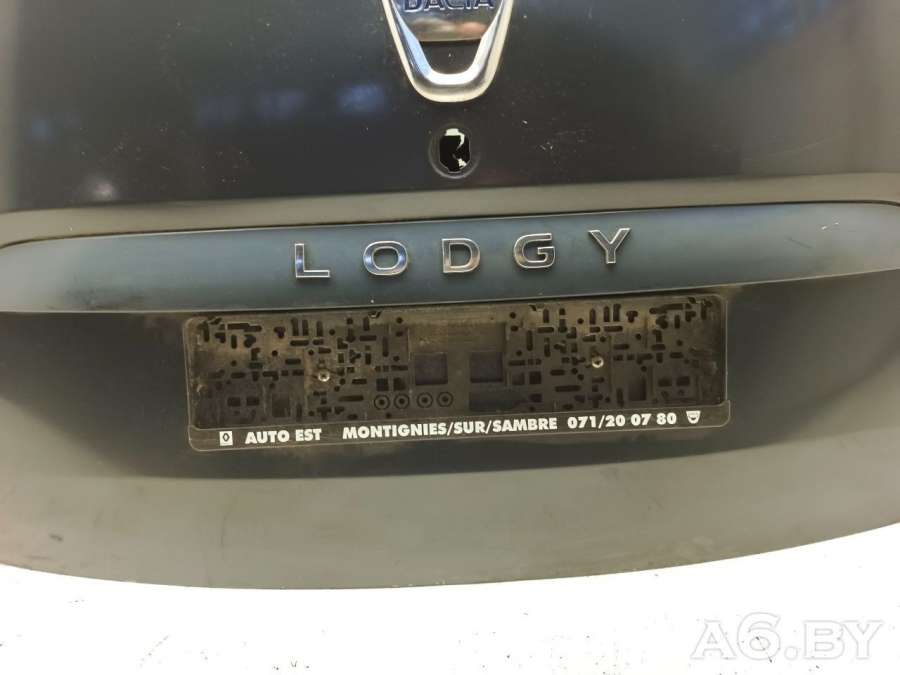 DACIA
LODGY
AUTO EST MONTIGNIES/SUR/SAMBRE 071/20 07 80
A6.BY